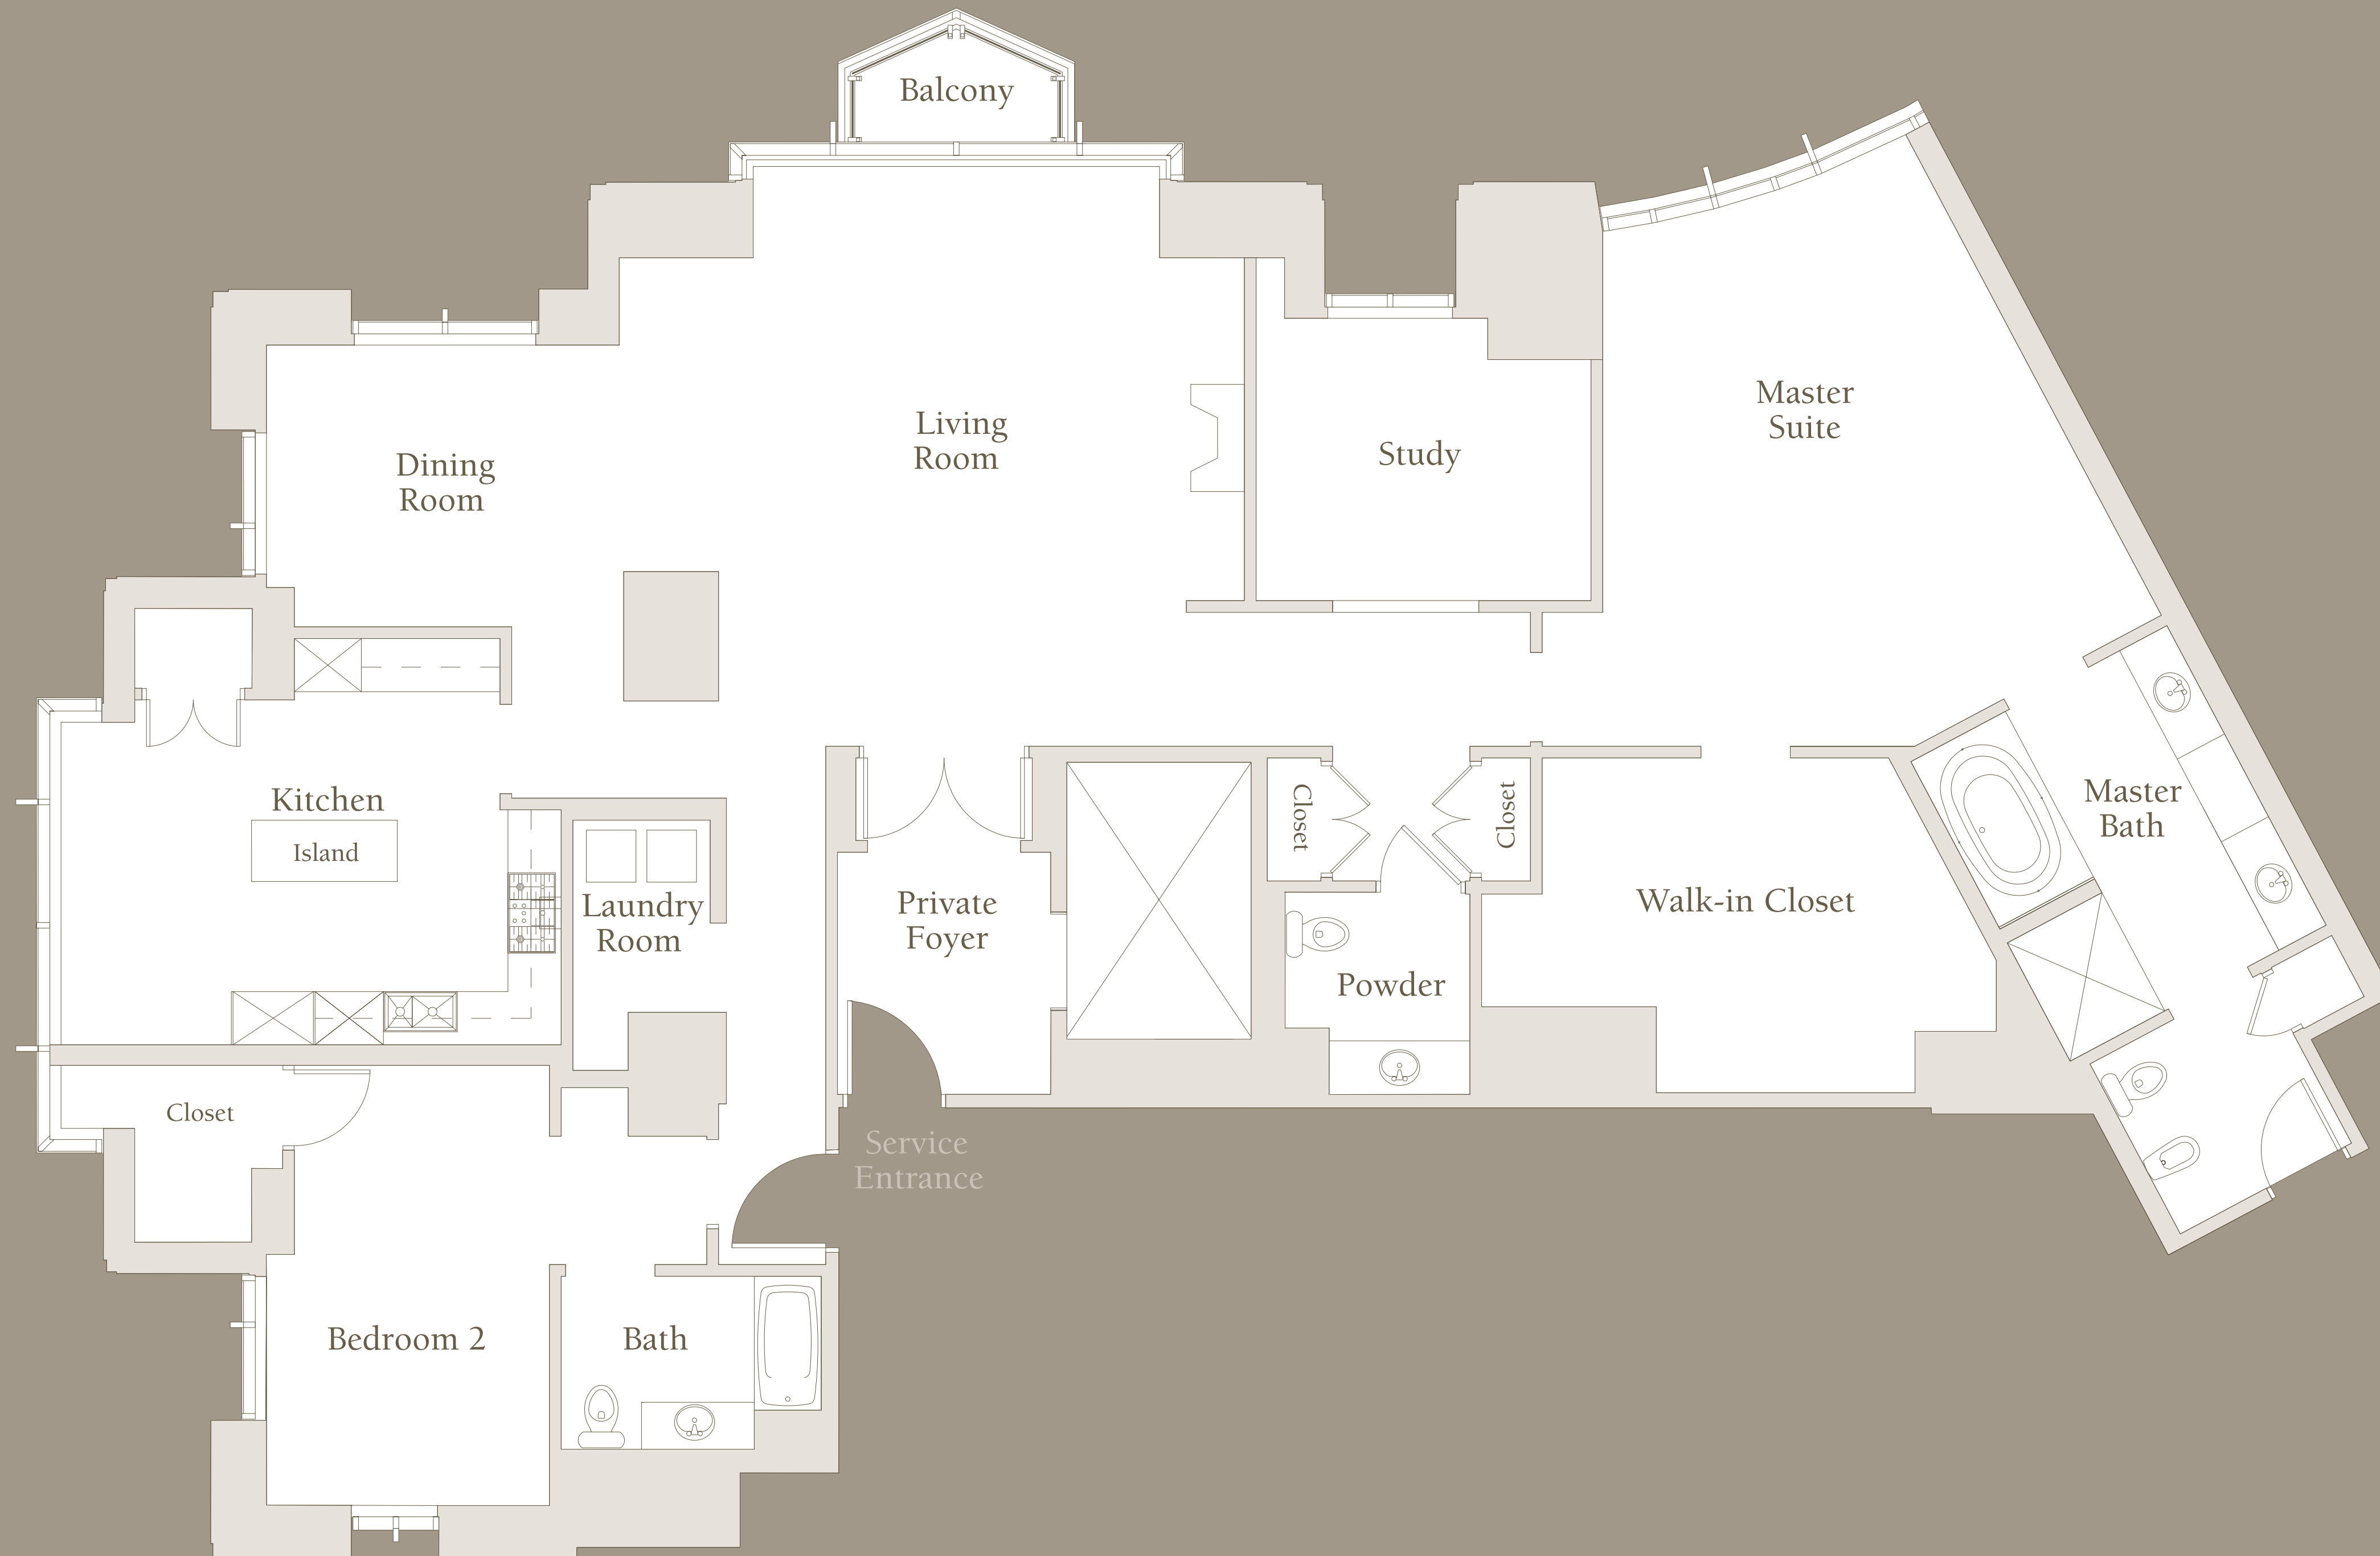 Balcony
Master
Suite
Living
Room
Study
Dining
Room
Kitchen
Island
Laundry
Room
Private
Foyer
Closet
Closet
Powder
Walk-in Closet
Master
Bath
Closet
Service
Entrance
Bedroom 2
Bath